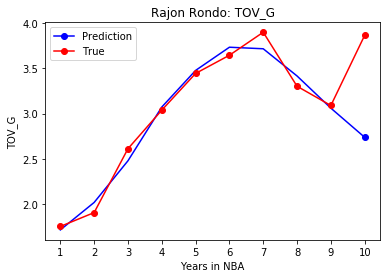 Rajon Rondo: TOV_G
Prediction
True
4.0
3.5
3.0
2.5
2.0
TOV_G
1 2 3 4 5 6 7 8 9 10
Years in NBA